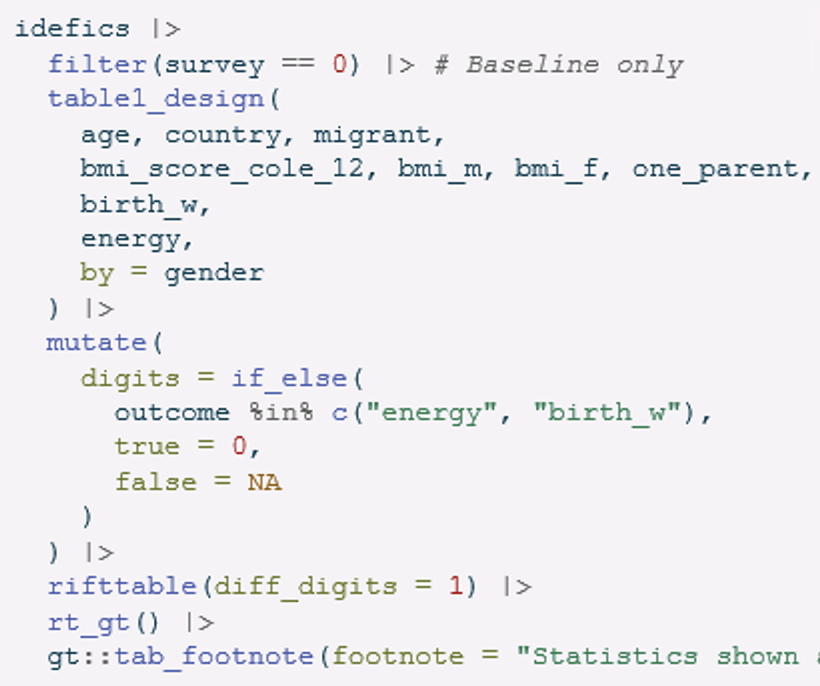 idefics |>
filter(survey == 0) |> # Baseline only
table1_design(
age, country, migrant,
bmi_score_cole_12, bmi_m, bmi_f, one_parent,
birth_w,
energy,
by = gender
) |>
mutate(
digits = if_else(
outcome %in% c("energy", "birth_w"),
true = 0,
false = NA
)
) |>
rifttable(diff_digits = 1) |>
rt_gt() |>
gt::tab_footnote(footnote = "Statistics shown